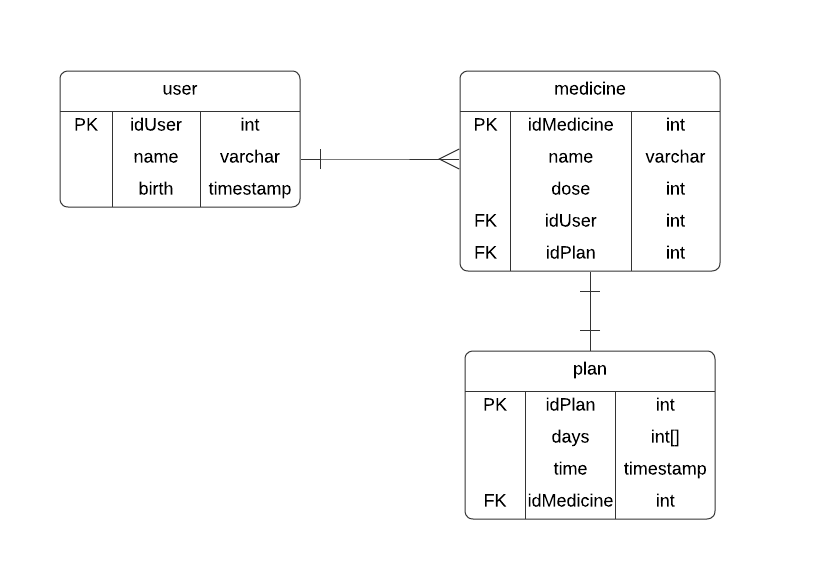 user
PK idUser int
name varchar
birth timestamp
medicine
PK idMedicine int
name varchar
dose int
FK idUser int
FK idPlan int
plan
PK idPlan int
days int[]
time timestamp
FK idMedicine int